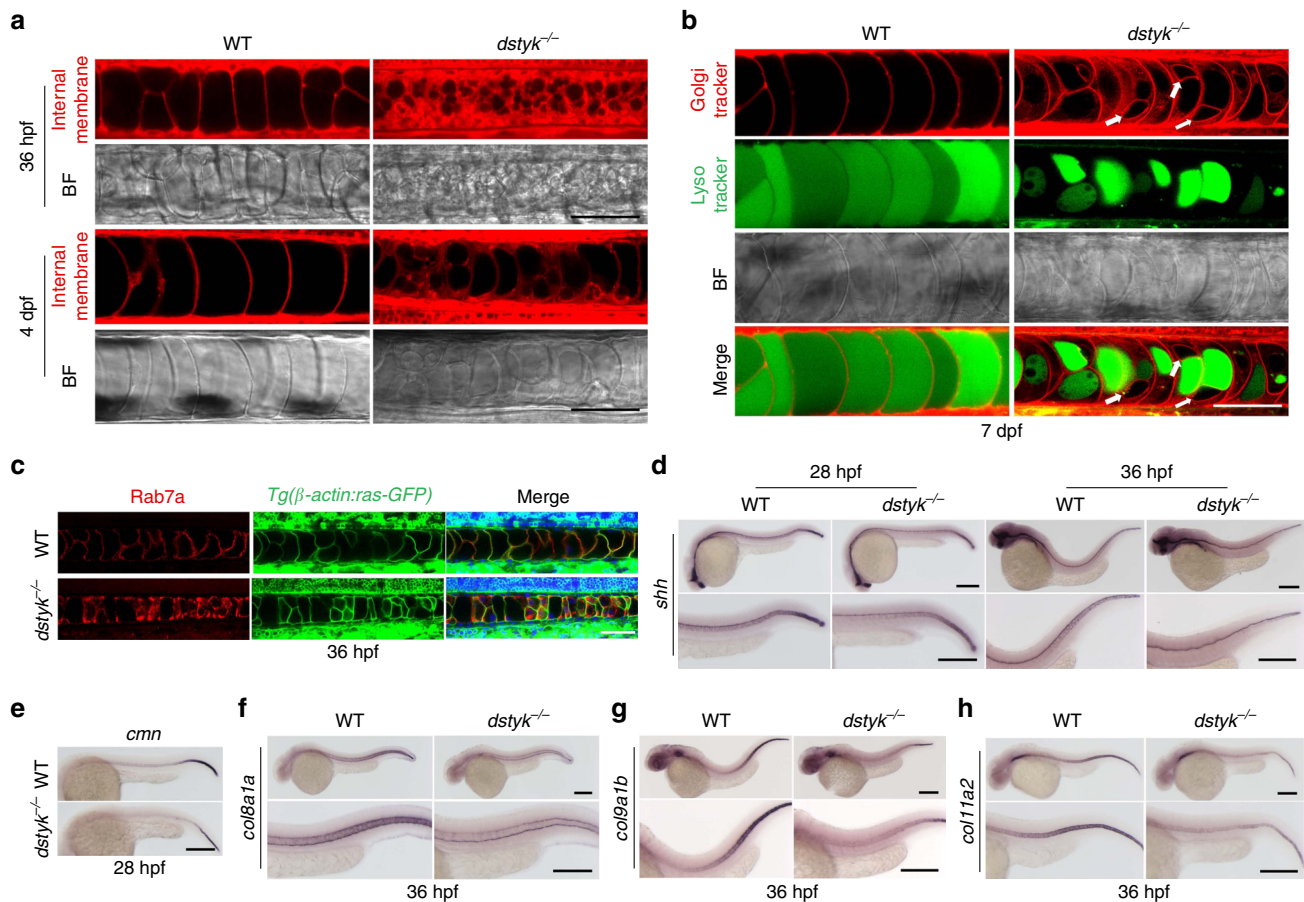 a
WT
dstyk–/–
36 hpf
Internal
membrane
BF
4 dpf
Internal
membrane
BF
b
WT
dstyk–/–
Golgi
tracker
Lyso
tracker
BF
Merge
7 dpf
c
Rab7a
Tg(β-actin:ras-GFP)
Merge
WT
dstyk–/–
36 hpf
d
28 hpf
36 hpf
WT
dstyk–/–
WT
dstyk–/–
shh
e
cmn
WT
dstyk–/–
28 hpf
f
WT
dstyk–/–
col8a1a
36 hpf
g
WT
dstyk–/–
col9a1b
36 hpf
h
WT
dstyk–/–
col11a2
36 hpf